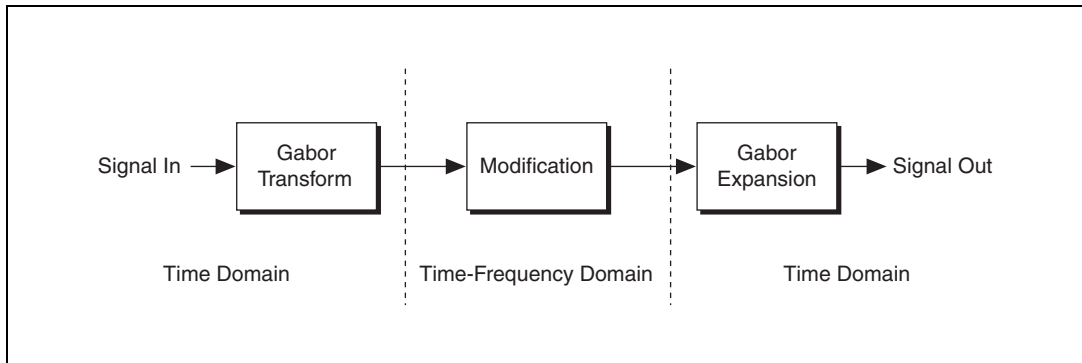 Signal In
Gabor
Transform
Modification
Gabor
Expansion
Signal Out
Time Domain
Time-Frequency Domain
Time Domain